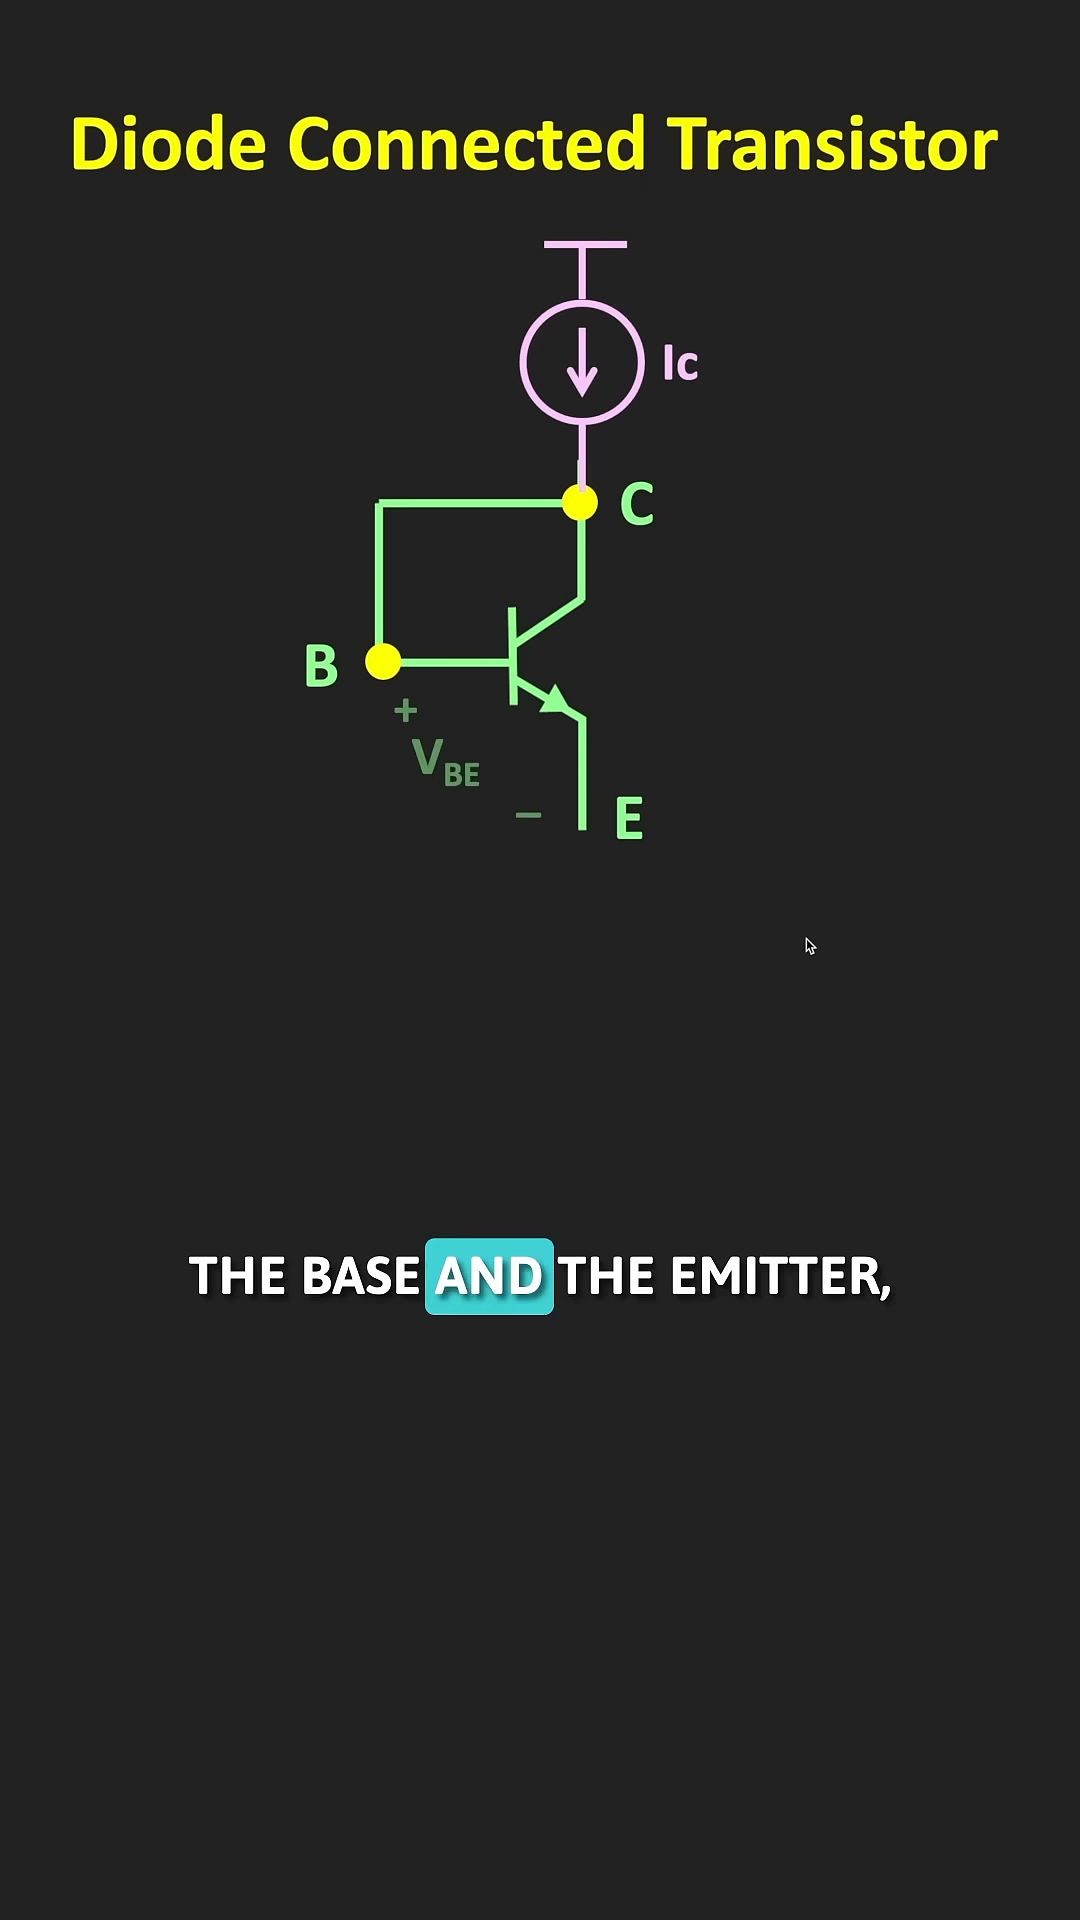 Diode Connected Transistor
Ic
C
B
+
VBE
−
E
THE BASE AND THE EMITTER,